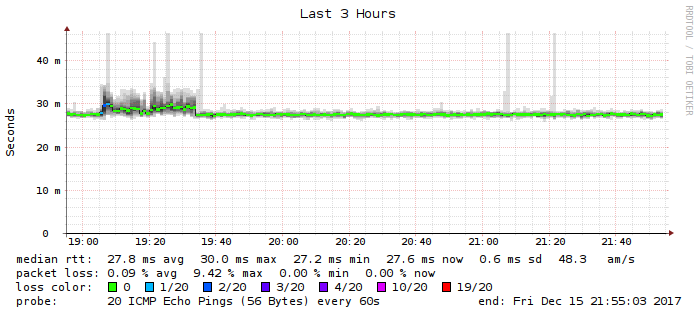 Last 3 Hours
RRDTOOL / TOBI OETIKER
Seconds
40 m
30 m
20 m
10 m
0
19:00 19:20 19:40 20:00 20:20 20:40 21:00 21:20 21:40
median rtt: 27.8 ms avg 30.0 ms max 27.2 ms min 27.6 ms now 0.6 ms sd 48.3 am/s
packet loss: 0.09 % avg 9.42 % max 0.00 % min 0.00 % now
loss color: 0 1/20 2/20 3/20 4/20 10/20 19/20
probe: 20 ICMP Echo Pings (56 Bytes) every 60s end: Fri Dec 15 21:55:03 2017